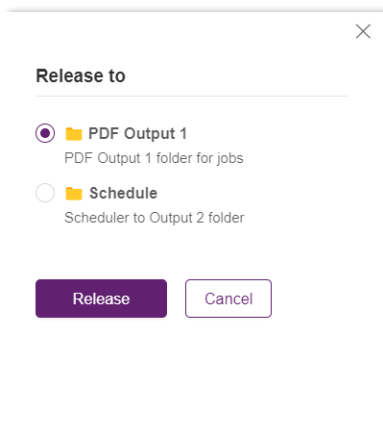 Release to
PDF Output 1
PDF Output 1 folder for jobs
Schedule
Scheduler to Output 2 folder
Release
Cancel